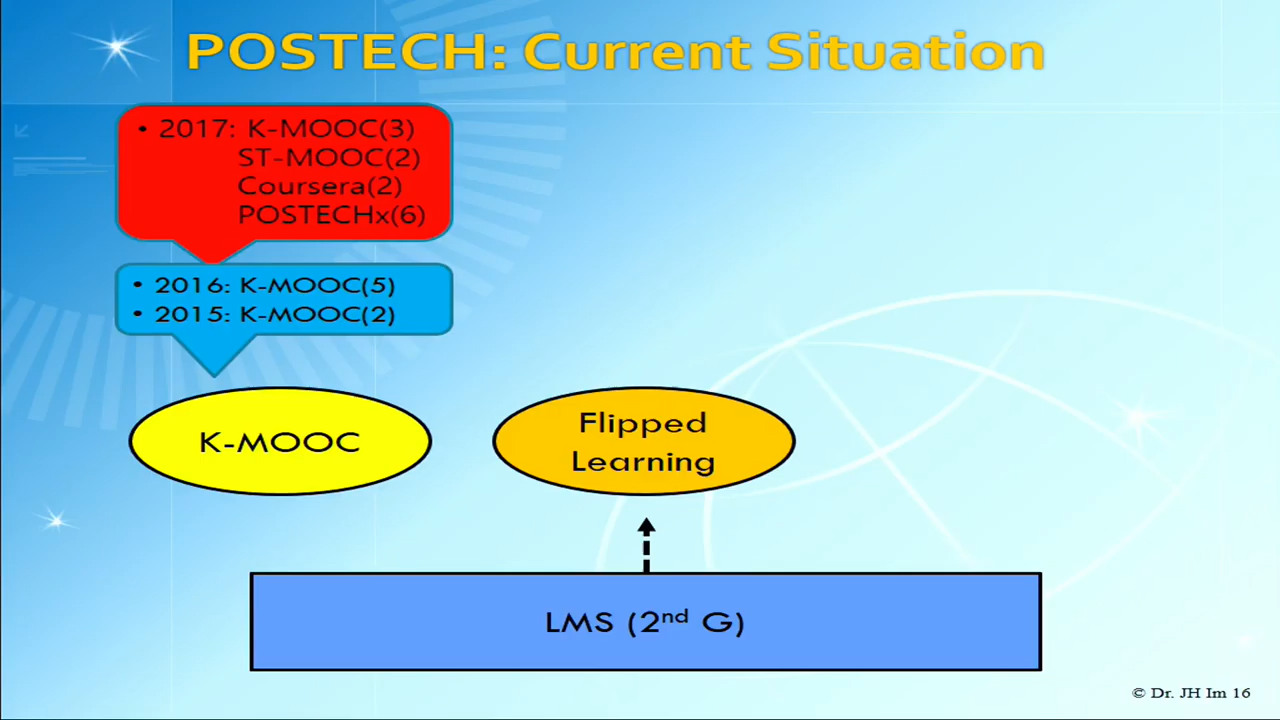 POSTECH: Current Situation
• 2017: K-MOOC(3)
ST-MOOC(2)
Coursera(2)
POSTECHx(6)
• 2016: K-MOOC(5)
• 2015: K-MOOC(2)
K-MOOC
Flipped
Learning
LMS (2nd G)
© Dr. JH Im 16